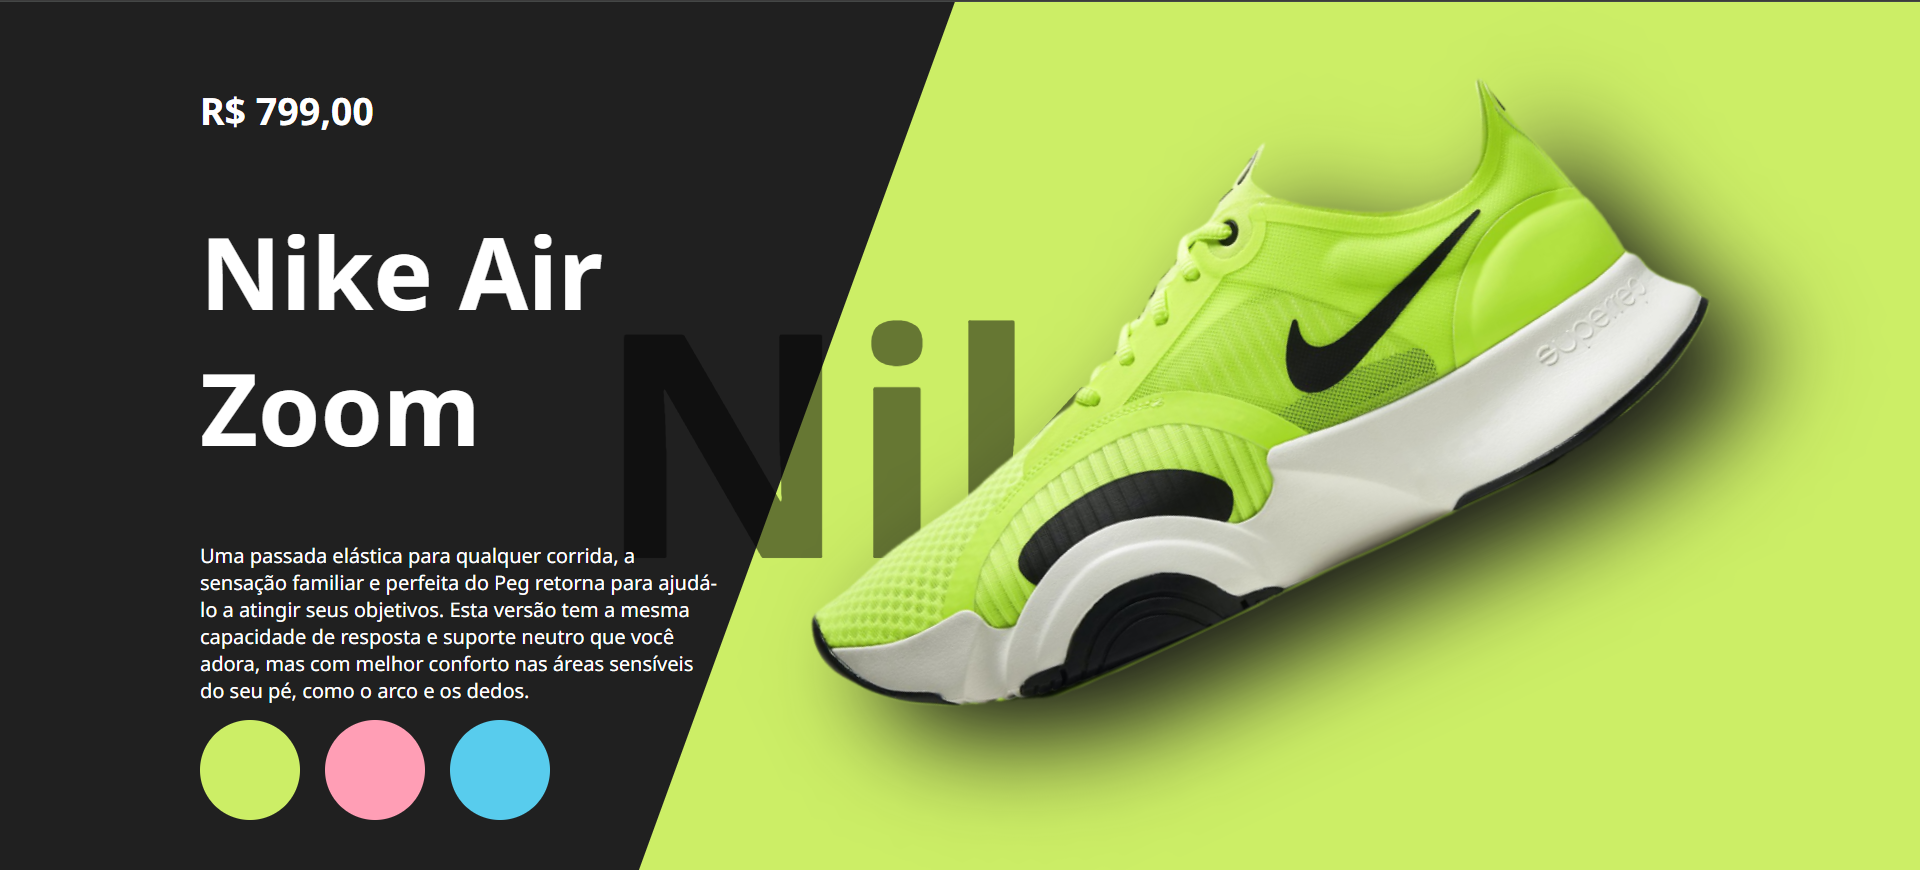 R$ 799,00
Nike Air
Zoom
Nik
superrep
Uma passada elástica para qualquer corrida, a
sensação familiar e perfeita do Peg retorna para ajudá-
lo a atingir seus objetivos. Esta versão tem a mesma
capacidade de resposta e suporte neutro que você
adora, mas com melhor conforto nas áreas sensíveis
do seu pé, como o arco e os dedos.